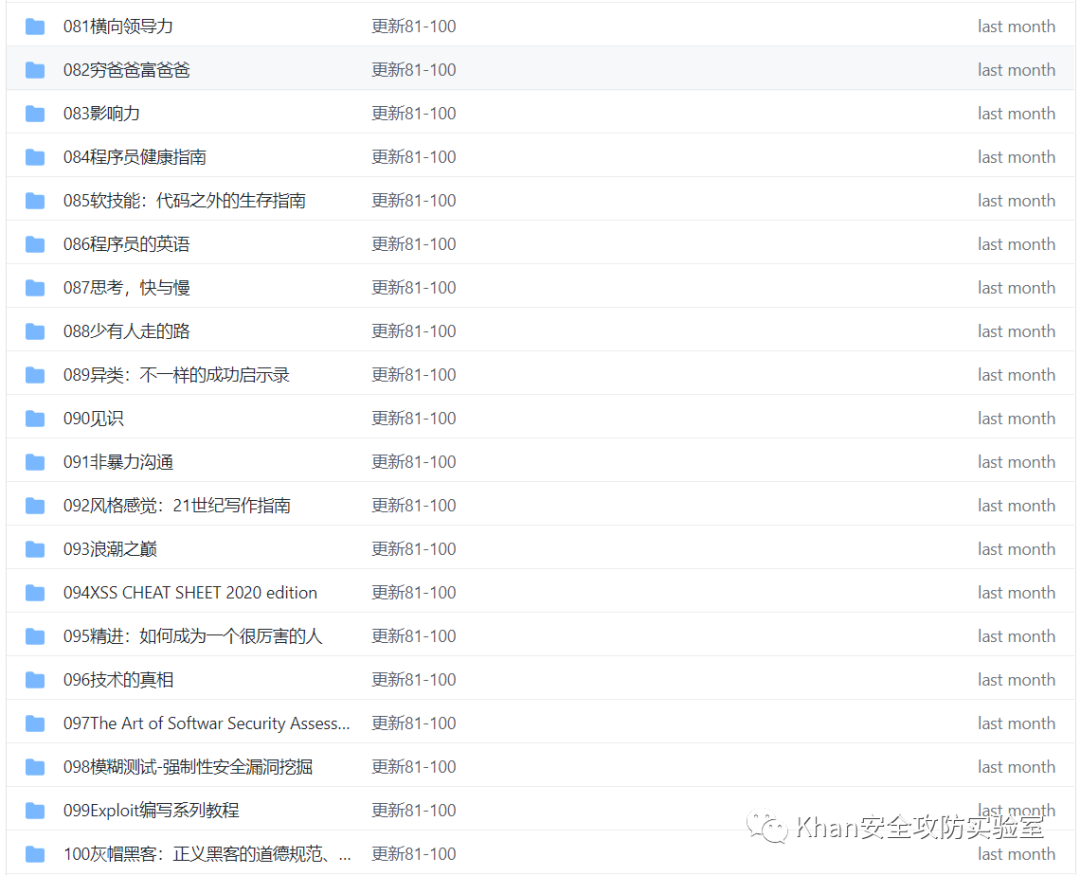 081横向领导力 更新81-100 last month
082穷爸爸富爸爸 更新81-100 last month
083影响力 更新81-100 last month
084程序员健康指南 更新81-100 last month
085软技能：代码之外的生存指南 更新81-100 last month
086程序员的英语 更新81-100 last month
087思考，快与慢 更新81-100 last month
088少有人走的路 更新81-100 last month
089异类：不一样的成功启示录 更新81-100 last month
090见识 更新81-100 last month
091非暴力沟通 更新81-100 last month
092风格感觉：21世纪写作指南 更新81-100 last month
093浪潮之巅 更新81-100 last month
094XSS CHEAT SHEET 2020 edition 更新81-100 last month
095精进：如何成为一个很厉害的人 更新81-100 last month
096技术的真相 更新81-100 last month
097The Art of Softwar Security Assess... 更新81-100 last month
098模糊测试-强制性安全漏洞挖掘 更新81-100 last month
099Exploit编写系列教程 更新81-100 last month
Khan安全攻防实验室
100灰帽黑客：正义黑客的道德规范、... 更新81-100 last month